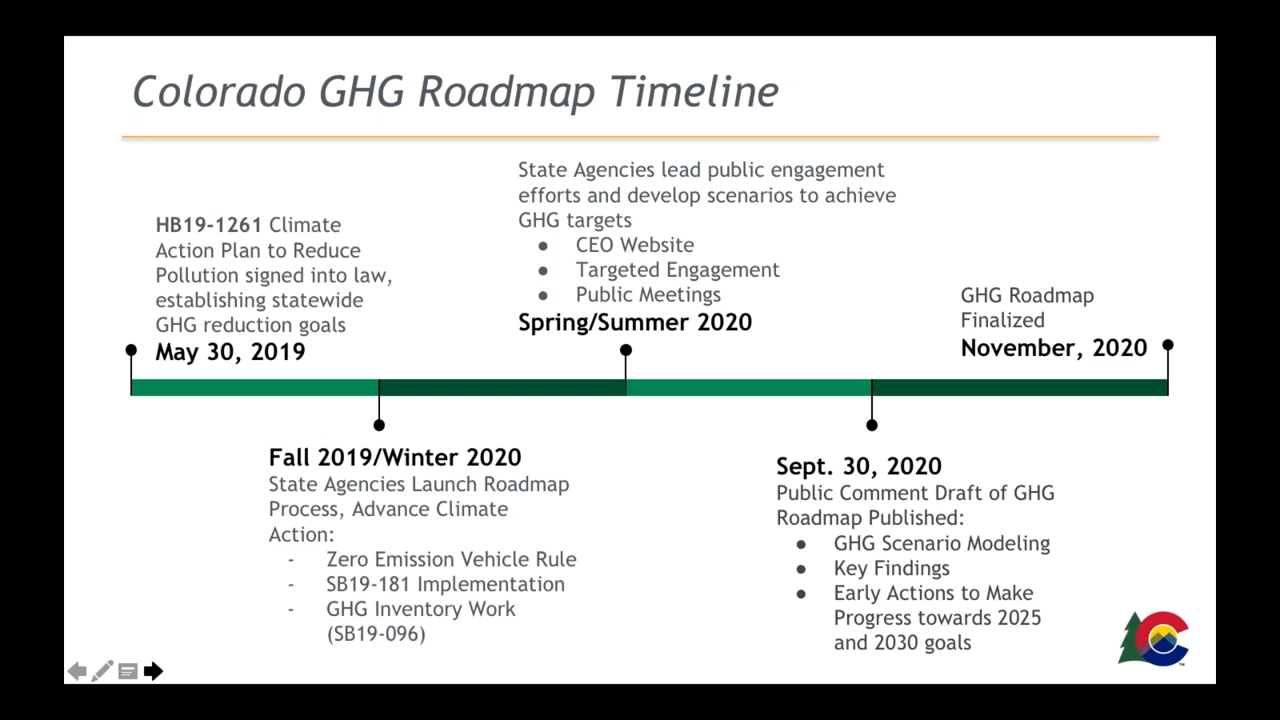 Colorado GHG Roadmap Timeline
HB19-1261 Climate
Action Plan to Reduce
Pollution signed into law,
establishing statewide
GHG reduction goals
May 30, 2019
Fall 2019/Winter 2020
State Agencies Launch Roadmap
Process, Advance Climate
Action:
- Zero Emission Vehicle Rule
- SB19-181 Implementation
- GHG Inventory Work
(SB19-096)
State Agencies lead public engagement
efforts and develop scenarios to achieve
GHG targets
● CEO Website
● Targeted Engagement
● Public Meetings
Spring/Summer 2020
Sept. 30, 2020
Public Comment Draft of GHG
Roadmap Published:
● GHG Scenario Modeling
● Key Findings
● Early Actions to Make
Progress towards 2025
and 2030 goals
GHG Roadmap
Finalized
November, 2020